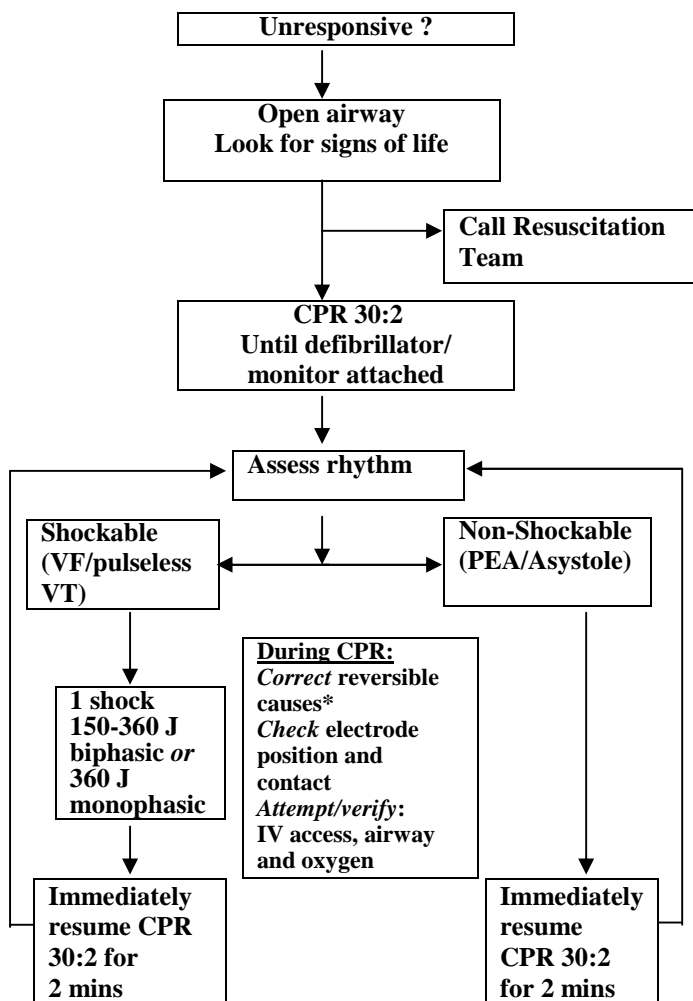 Unresponsive ?
Open airway
Look for signs of life
Call Resuscitation
Team
CPR 30:2
Until defibrillator/
monitor attached
Assess rhythm
Shockable
(VF/pulseless
VT)
Non-Shockable
(PEA/Asystole)
1 shock
150-360 J
biphasic or
360 J
monophasic
During CPR:
Correct reversible
causes*
Check electrode
position and
contact
Attempt/verify:
IV access, airway
and oxygen
Immediately
resume CPR
30:2 for
2 mins
Immediately
resume
CPR 30:2
for 2 mins